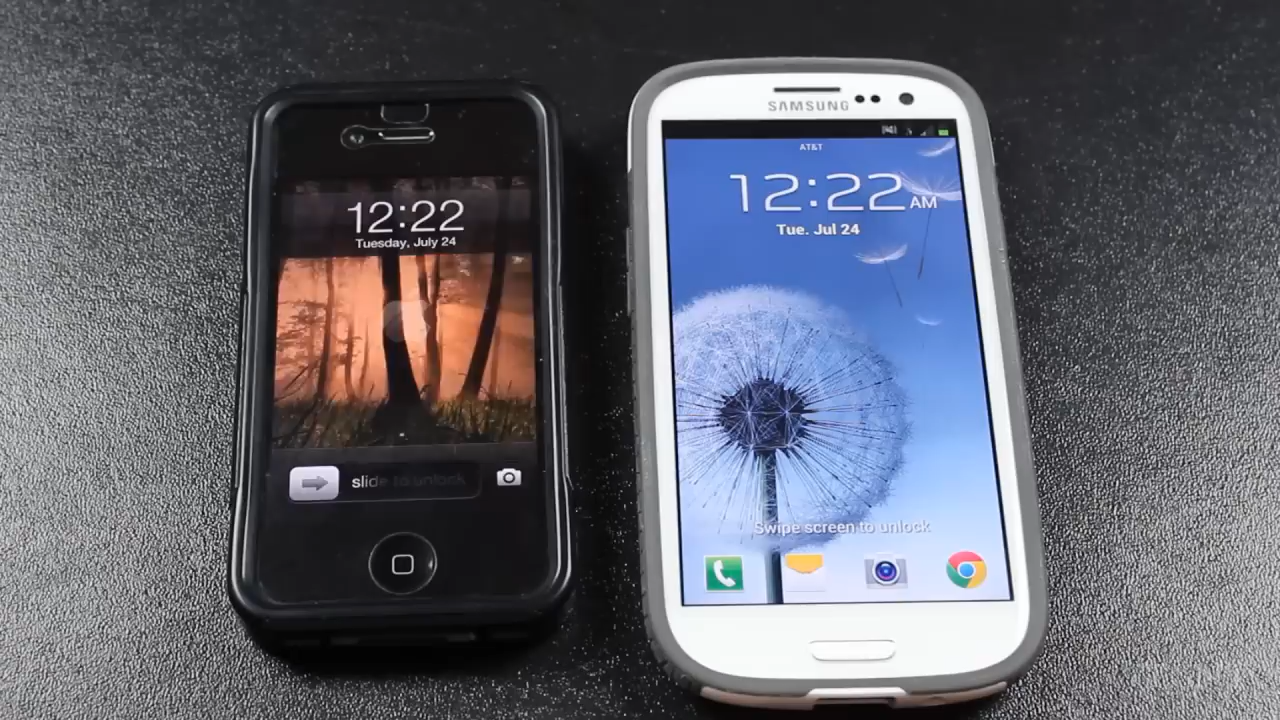 12:22
Tuesday, July 24
slide to unlock
SAMSUNG
AT&T
12:22 AM
Tue. Jul 24
Swipe screen to unlock